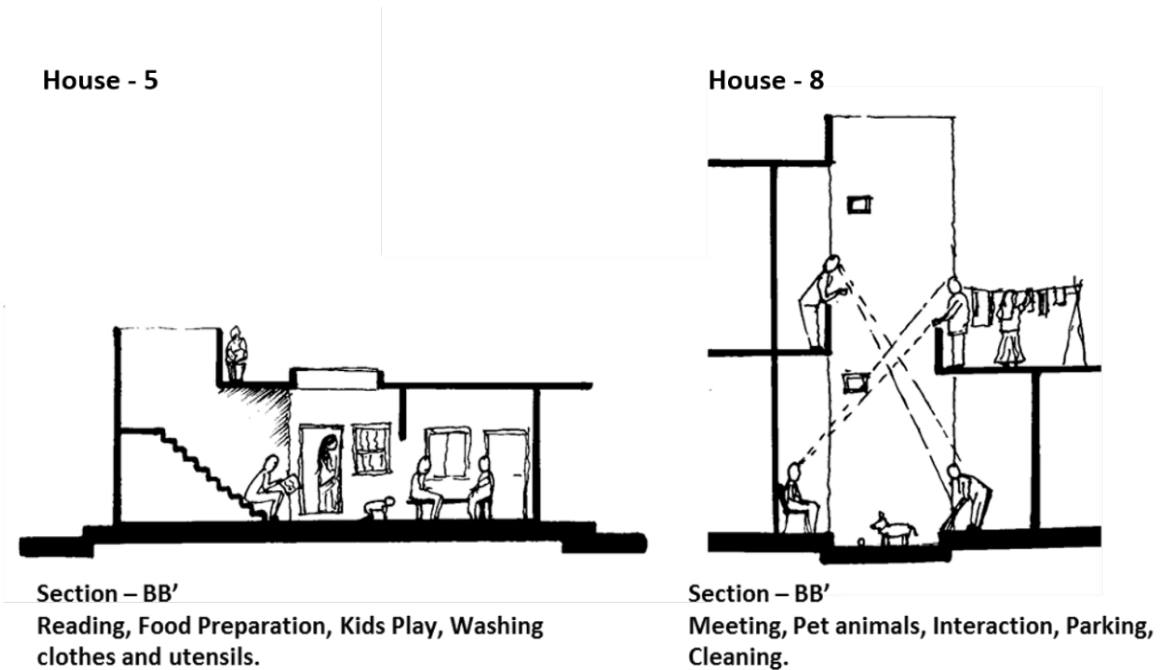 House - 5
Section – BB’
Reading, Food Preparation, Kids Play, Washing
clothes and utensils.
House - 8
Section – BB’
Meeting, Pet animals, Interaction, Parking,
Cleaning.